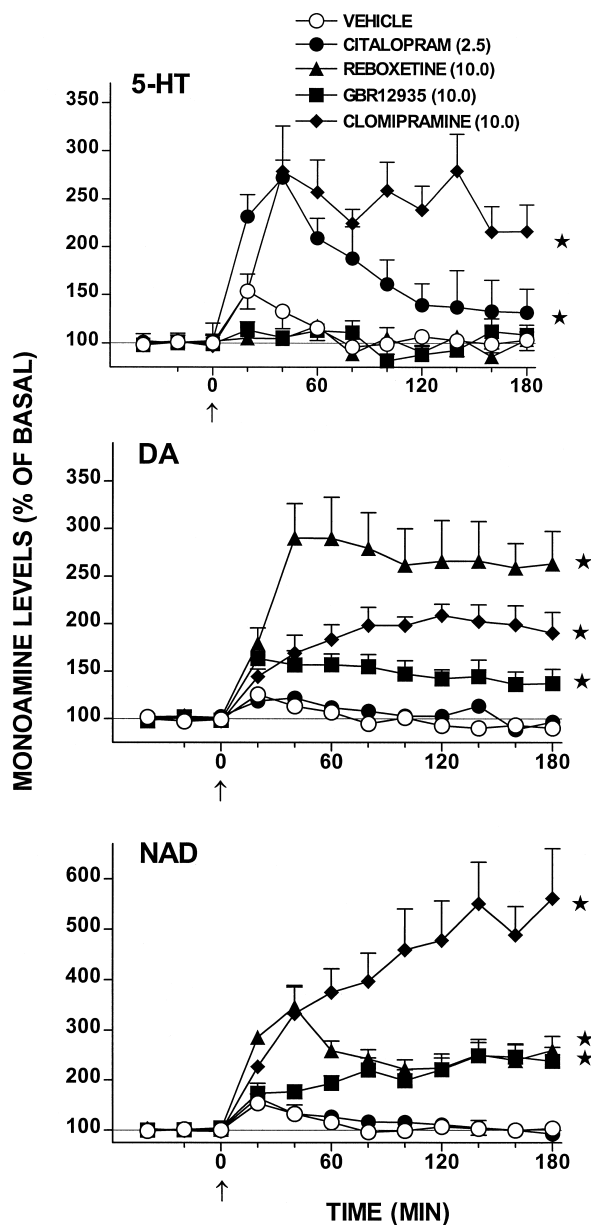 VEHICLE
CITALOPRAM (2.5)
REBOXETINE (10.0)
GBR12935 (10.0)
CLOMIPRAMINE (10.0)
5-HT
350
300
250
200
150
100
0 60 120 180
↑
DA
350
300
250
200
150
100
0 60 120 180
↑
NAD
600
500
400
300
200
100
0 60 120 180
↑
MONOAMINE LEVELS (% OF BASAL)
TIME (MIN)